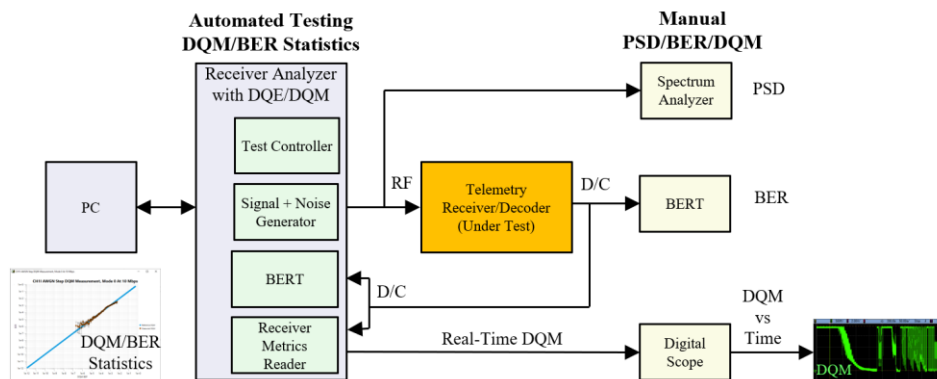 Automated Testing
DQM/BER Statistics
Manual
PSD/BER/DQM
Receiver Analyzer
with DQE/DQM
Test Controller
Signal + Noise
Generator
BERT
Receiver
Metrics
Reader
PC
RF
Telemetry
Receiver/Decoder
(Under Test)
D/C
D/C
Spectrum
Analyzer
PSD
BERT
BER
Real-Time DQM
Digital
Scope
DQM
vs
Time
DQM
DQM/BER
Statistics